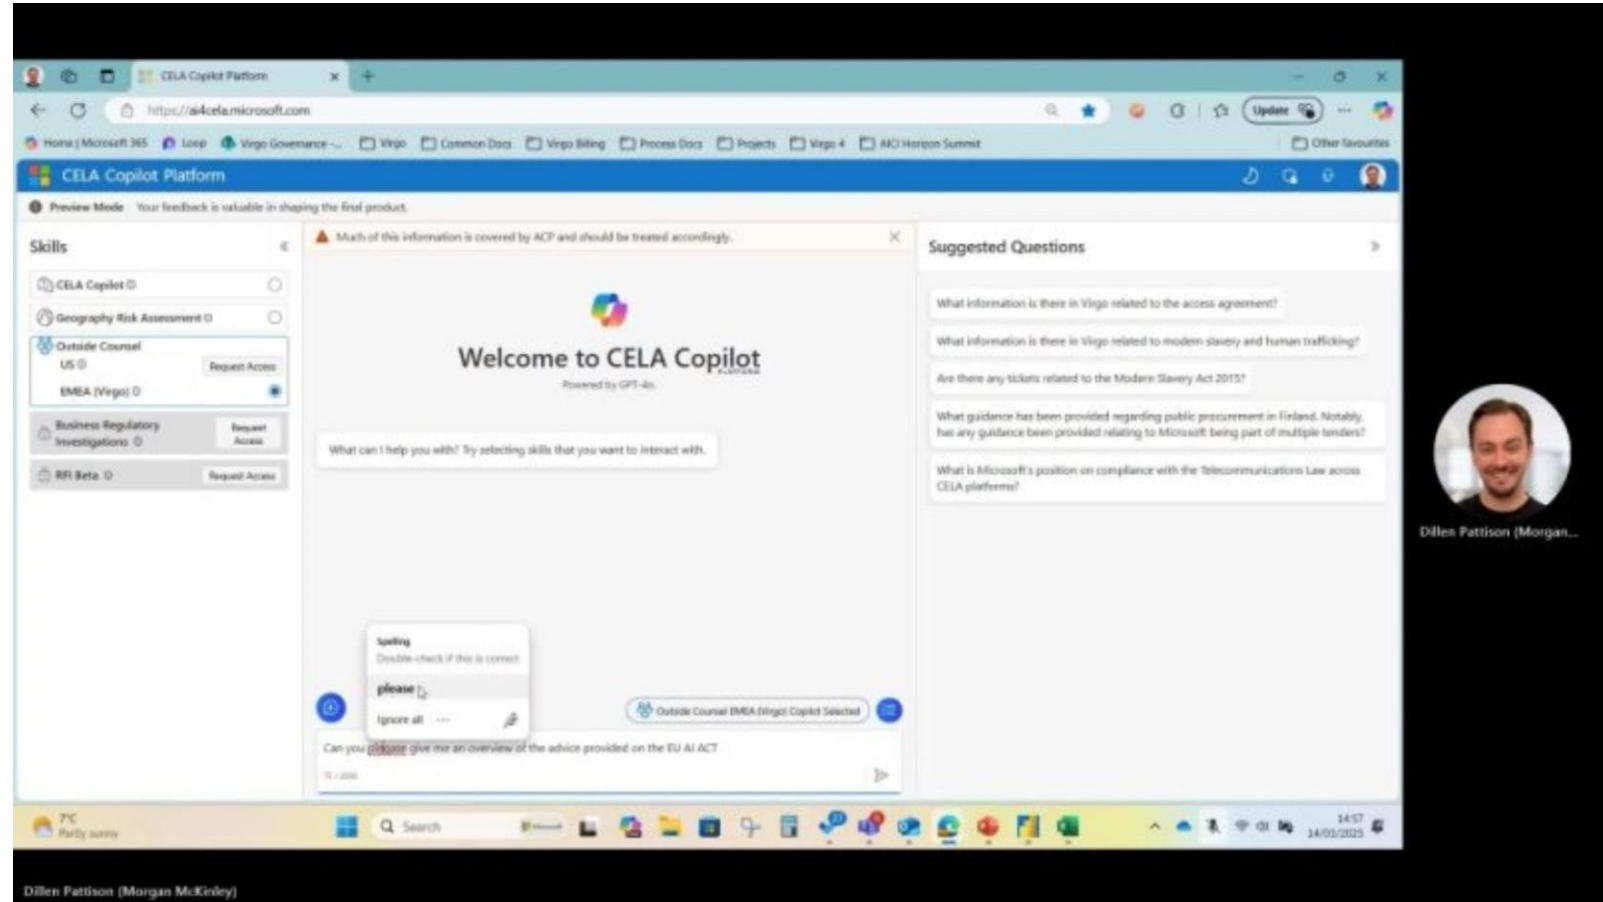 CELA Copilot Platform
https://ai4cela.microsoft.com
Update
Home | Microsoft 365
Loop
Virgo Governance -...
Virgo
Common Docs
Virgo Billing
Process Docs
Projects
Virgo 4
AICI Horizon Summit
Other favourites
CELA Copilot Platform
Preview Mode Your feedback is valuable in shaping the final product.
Skills
CELA Copilot
Geography Risk Assessment
Outside Counsel
US
Request Access
EMEA (Virgo)
Business Regulatory
Investigations
Request
Access
RFI Beta
Request Access
Much of this information is covered by ACP and should be treated accordingly.
Welcome to CELA Copilot
PLATFORM
Powered by GPT-4o.
What can I help you with? Try selecting skills that you want to interact with.
Spelling
Double-check if this is correct
please
Ignore all ...
Outside Counsel EMEA (Virgo) Copilot Selected
Can you give me an overview of the advice provided on the EU AI ACT
Suggested Questions
What information is there in Virgo related to the access agreement?
What information is there in Virgo related to modern slavery and human trafficking?
Are there any tickets related to the Modern Slavery Act 2015?
What guidance has been provided regarding public procurement in Finland. Notably,
has any guidance been provided relating to Microsoft being part of multiple tenders?
What is Microsoft's position on compliance with the Telecommunications Law across
CELA platforms?
7°C
Partly sunny
Search
14:57
14/03/2025
Dillen Pattison (Morgan...
Dillen Pattison (Morgan McKinley)